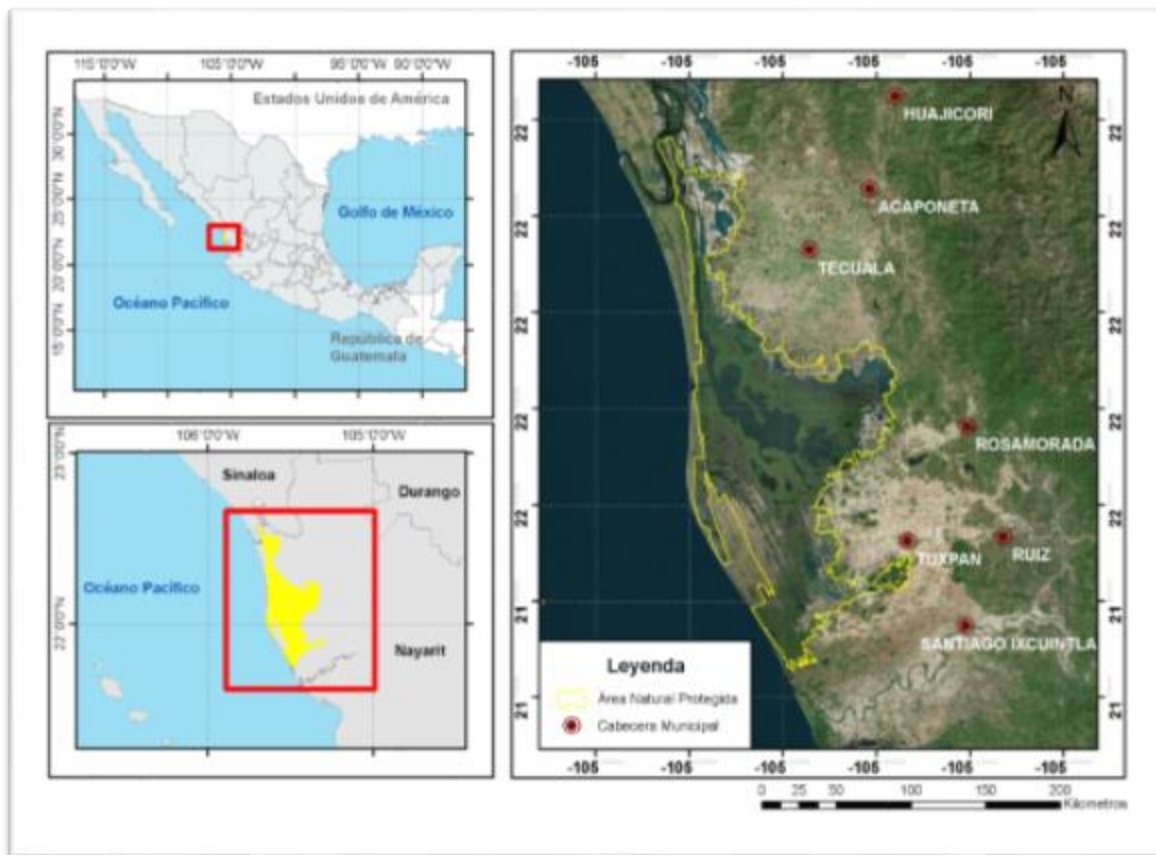 115°0'0"W
105°0'0"W
95°0'0"W
90°0'0"W
30°0'0"N
25°0'0"N
20°0'0"N
15°0'0"N
Estados Unidos de América
Golfo de México
Océano Pacífico
República de
Guatemala
106°0'0"W
105°0'0"W
23°0'0"N
22°0'0"N
Sinaloa
Durango
Océano Pacífico
Nayarit
-105 -105 -105 -105 -105 -105
22
22
22
22
22
21
21
N
HUAJICORI
ACAPONETA
TECUALA
ROSAMORADA
TUXPAN
RUIZ
SANTIAGO IXCUINTLA
Leyenda
Área Natural Protegida
Cabecera Municipal
22
22
22
22
22
21
21
-105 -105 -105 -105 -105 -105
0 25 50 100 150 200
Kilometros